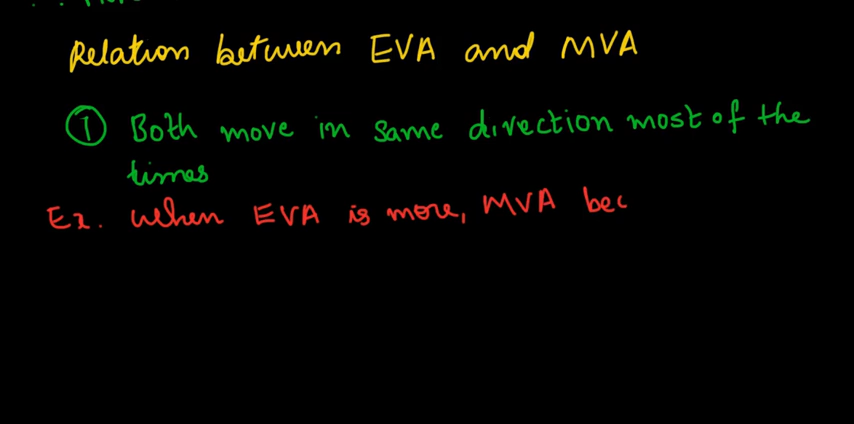 Relation between EVA and MVA
① Both move in same direction most of the
times
Ex. When EVA is more, MVA bec